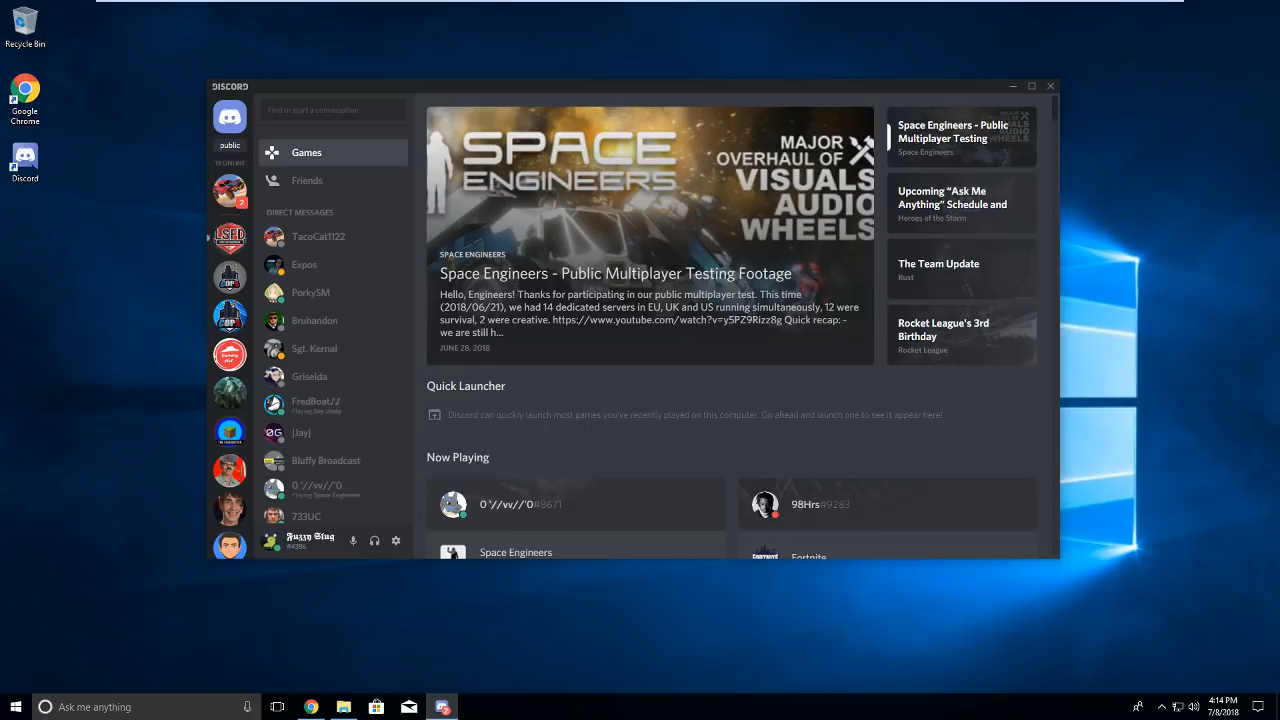 Recycle Bin
Google
Chrome
Discord
DISCORD
Find or start a conversation
public
19 ONLINE
2
LSFD
Games
Friends
DIRECT MESSAGES
TacoCat1122
Expos
PorkySM
Bruhandon
Sgt. Kernal
Griselda
FredBoat♪♪
|Jay|
Bluffy Broadcast
0 '//vv//'0
Playing Space Engineers
733UC
Fuzzn Slug
#4386
SPACE
ENGINEERS
MAJOR
OVERHAUL OF
VISUALS
AUDIO
WHEELS
SPACE ENGINEERS
Space Engineers - Public Multiplayer Testing Footage
Hello, Engineers! Thanks for participating in our public multiplayer test. This time
(2018/06/21), we had 14 dedicated servers in EU, UK and US running simultaneously, 12 were
survival, 2 were creative. https://www.youtube.com/watch?v=y5PZ9Rizz8g Quick recap: -
we are still h...
JUNE 28, 2018
Space Engineers - Public
Multiplayer Testing
Space Engineers
Upcoming “Ask Me
Anything” Schedule and
Heroes of the Storm
The Team Update
Rust
Rocket League's 3rd
Birthday
Rocket League
Quick Launcher
Discord can quickly launch most games you've recently played on this computer. Go ahead and launch one to see it appear here!
Now Playing
0 '//vv//'0#8671
98Hrs#9283
Space Engineers
Fortnite
Ask me anything
4:14 PM
7/8/2018